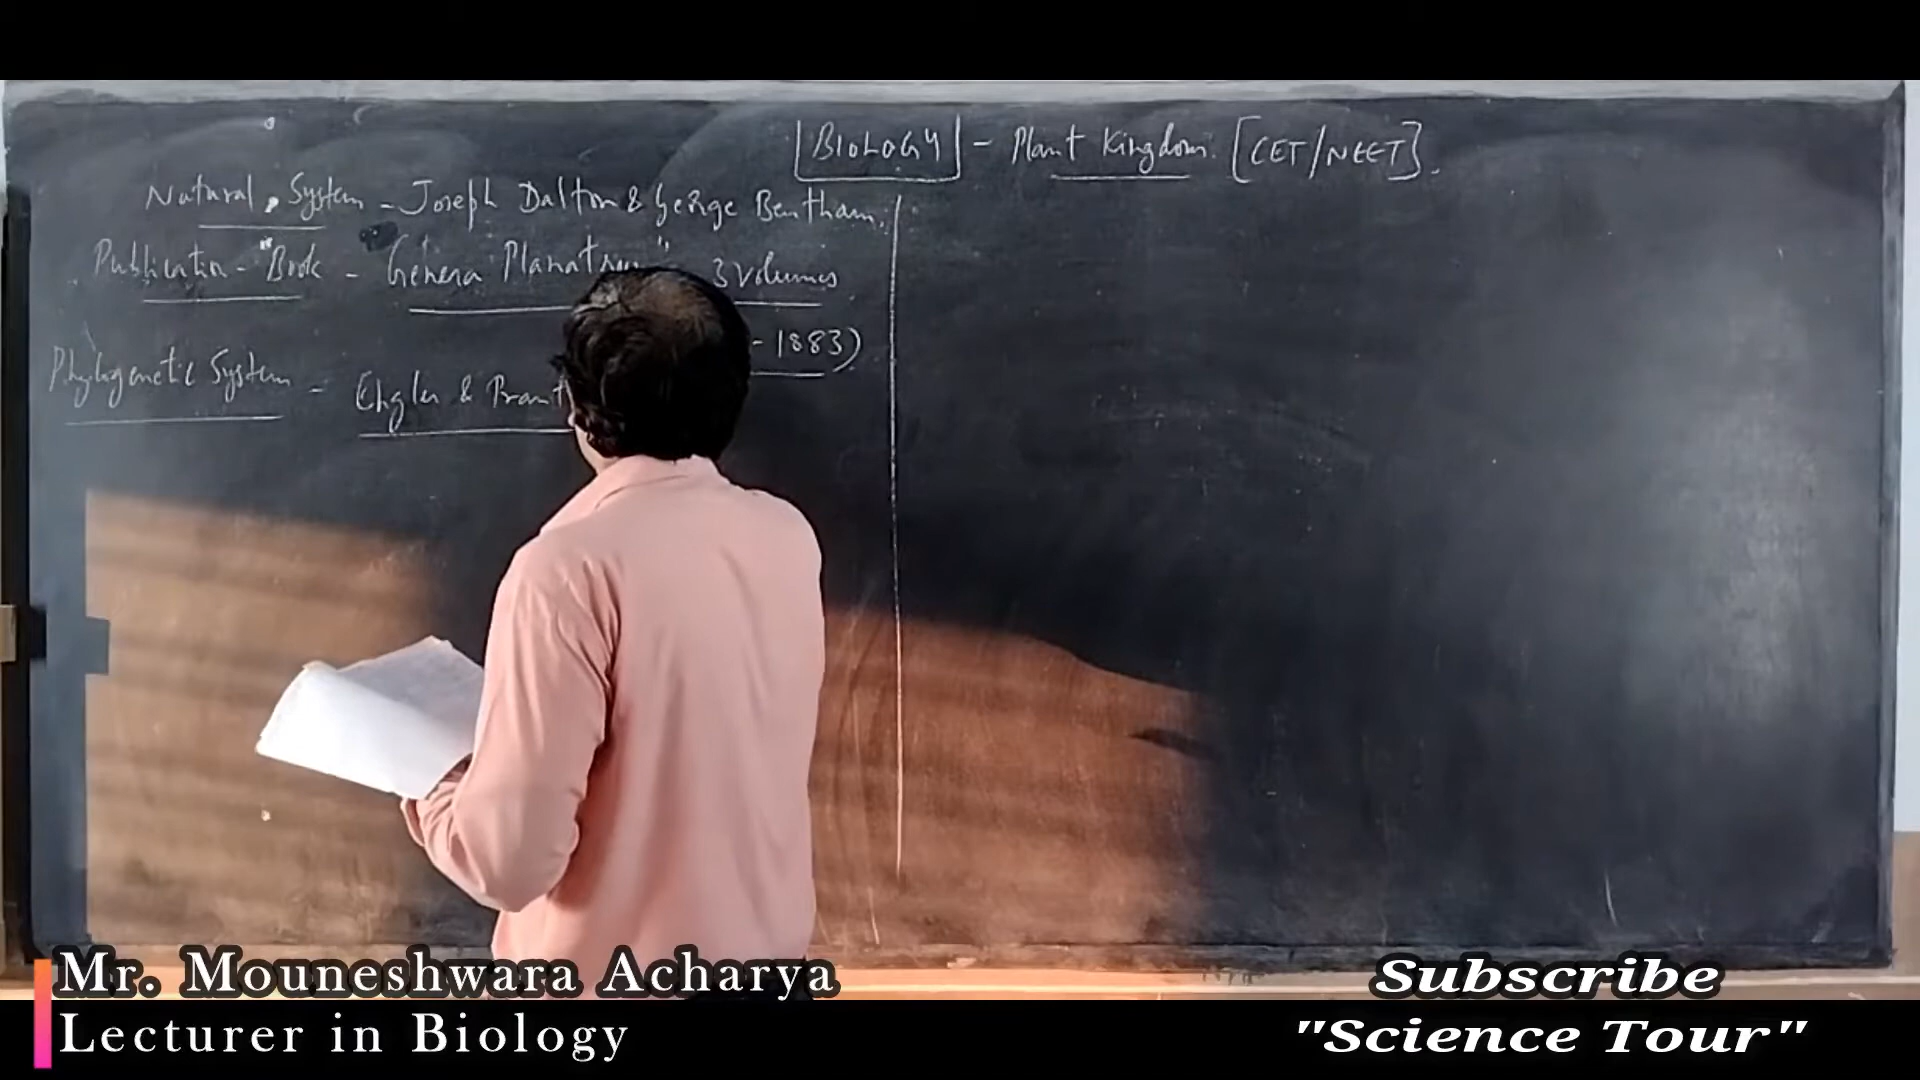 BIOLOGY - Plant Kingdom. [CET/NEET].
Natural System - Joseph Dalton & George Bentham,
Publication - Book - "Genera Planatrum" - 3 Volumes
- 1883)
Phylogenetic System - Engler & Prant
Mr. Mouneshwara Acharya
Lecturer in Biology
Subscribe
"Science Tour"